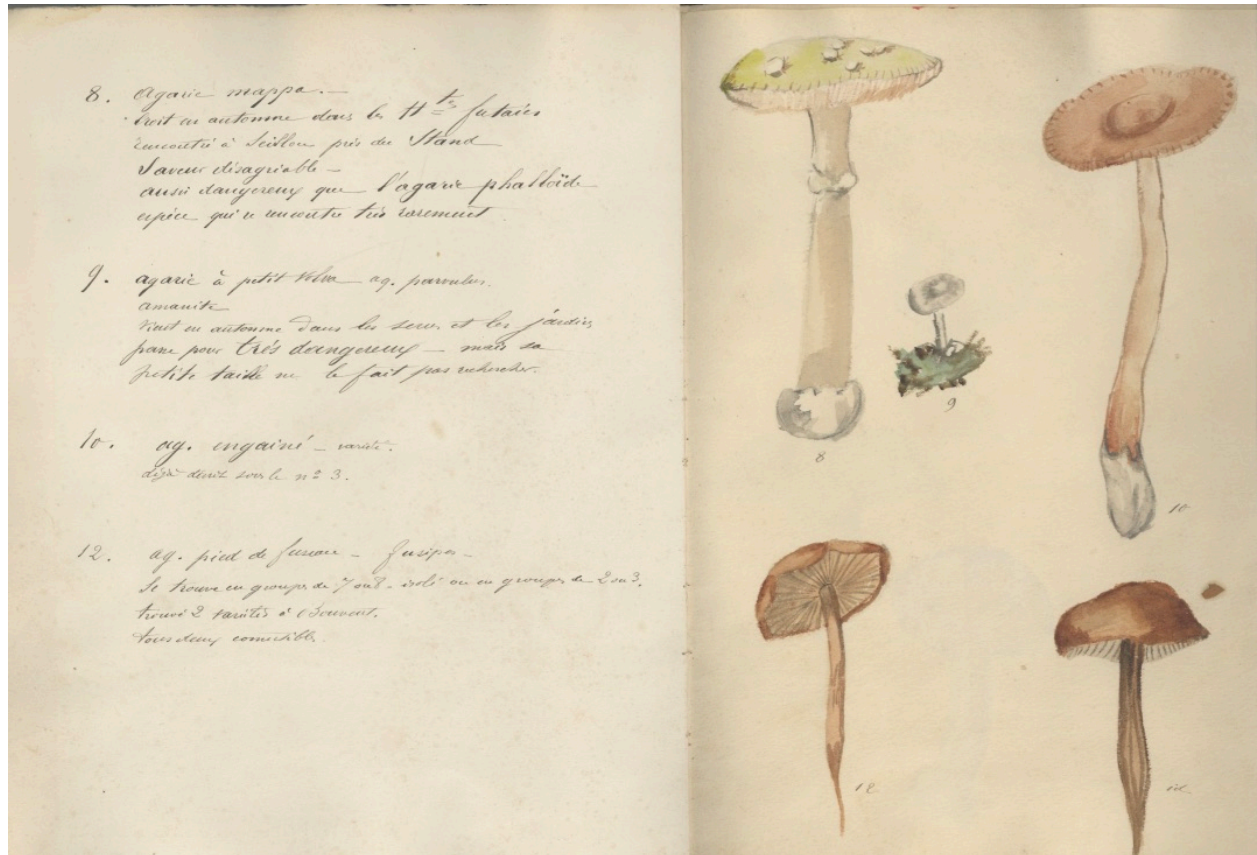 8. Agaric mappa. —
Croit en automne dans les Htes futaies
rencontré à Seillon près du Stand
Saveur désagréable —
aussi dangereux que l'agaric phalloïde
espèce qui se rencontre très rarement
9. agaric à petit volva — ag. parvulus.
amanite
Vient en automne dans les serres et les jardins
passe pour très dangereux — mais sa
petite taille ne le fait pas rechercher.
10. ag. engainé — variété.
déjà décrit sous le nº 3.
12. ag. pied de fuseau — fusipes —
Se trouve en groupes de 7 ou 8 — isolé ou en groupes de 2 ou 3.
trouvé 2 variétés à Bouvent.
tous deux comestibles.
8
9
10
12
id.